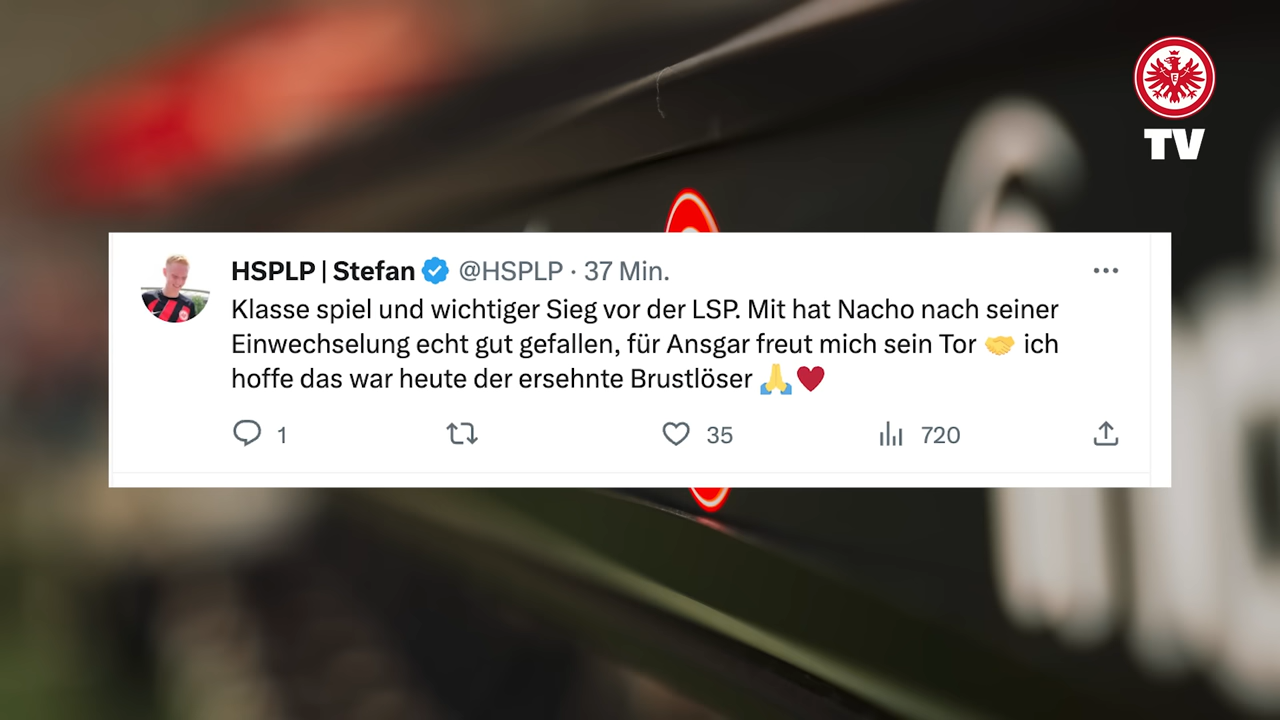 TV
HSPLP | Stefan @HSPLP · 37 Min.
Klasse spiel und wichtiger Sieg vor der LSP. Mit hat Nacho nach seiner
Einwechselung echt gut gefallen, für Ansgar freut mich sein Tor 🤝 ich
hoffe das war heute der ersehnte Brustlöser 🙏♥️
1 35 720